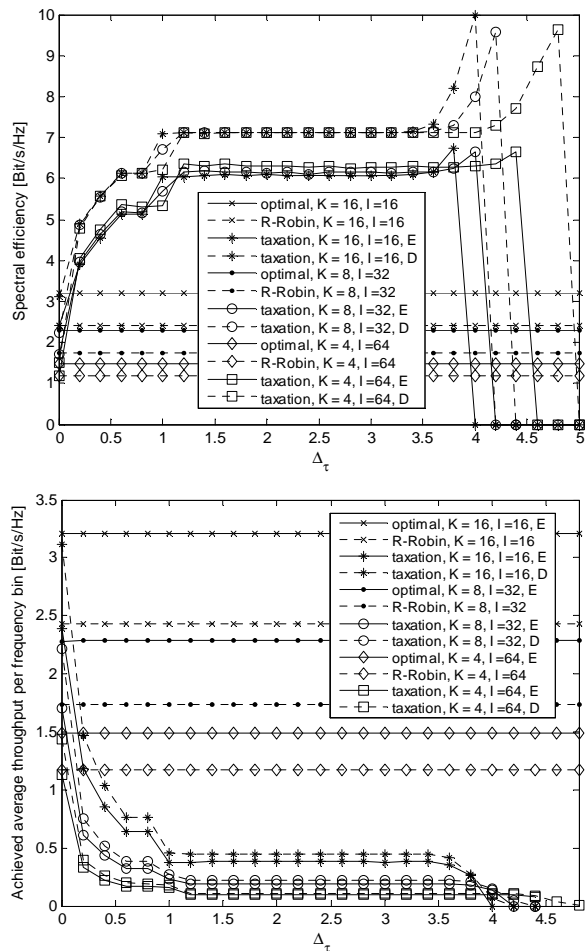 10
9
8
7
6
5
4
3
2
1
0
Spectral efficiency [Bit/s/Hz]
optimal, K = 16, I =16
R-Robin, K = 16, I =16
taxation, K = 16, I =16, E
taxation, K = 16, I =16, D
optimal, K = 8, I =32
R-Robin, K = 8, I =32
taxation, K = 8, I =32, E
taxation, K = 8, I =32, D
optimal, K = 4, I =64
R-Robin, K = 4, I =64
taxation, K = 4, I =64, E
taxation, K = 4, I =64, D
0 0.5 1 1.5 2 2.5 3 3.5 4 4.5 5
Δτ
3.5
3
2.5
2
1.5
1
0.5
0
Achieved average throughput per frequency bin [Bit/s/Hz]
optimal, K = 16, I =16, E
R-Robin, K = 16, I =16
taxation, K = 16, I =16, E
taxation, K = 16, I =16, D
optimal, K = 8, I =32, E
R-Robin, K = 8, I =32
taxation, K = 8, I =32, E
taxation, K = 8, I =32, D
optimal, K = 4, I =64, E
R-Robin, K = 4, I =64
taxation, K = 4, I =64, E
taxation, K = 4, I =64, D
0 0.5 1 1.5 2 2.5 3 3.5 4 4.5
Δτ